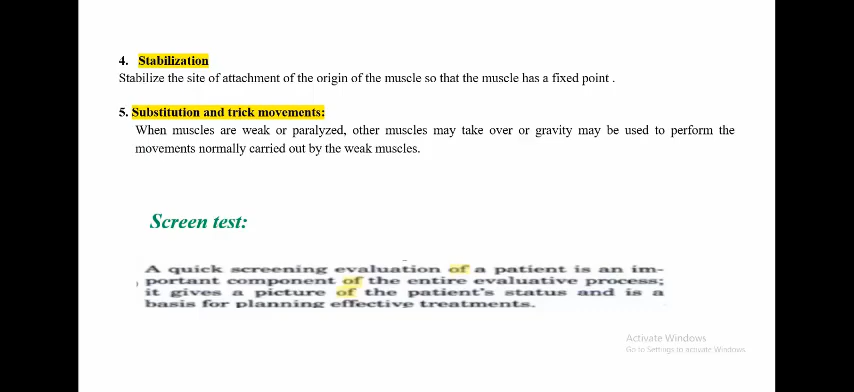 4. Stabilization
Stabilize the site of attachment of the origin of the muscle so that the muscle has a fixed point .
5. Substitution and trick movements:
When muscles are weak or paralyzed, other muscles may take over or gravity may be used to perform the
movements normally carried out by the weak muscles.
Screen test:
A quick screening evaluation of a patient is an im-
portant component of the entire evaluative process;
it gives a picture of the patient's status and is a
basis for planning effective treatments.
Activate Windows
Go to Settings to activate Windows.